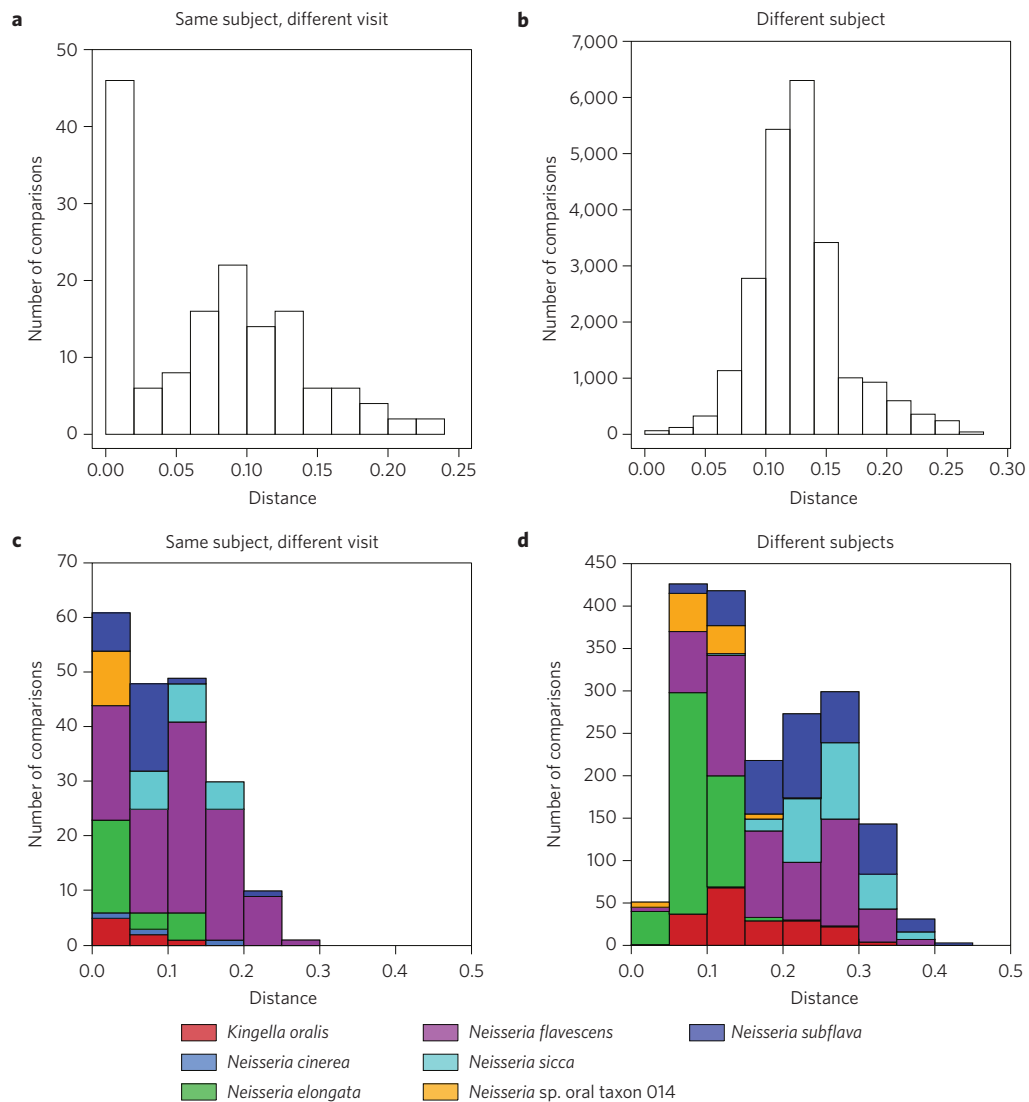 a Same subject, different visit
50
40
30
20
10
0
Number of comparisons
0.00 0.05 0.10 0.15 0.20 0.25
Distance
b Different subject
7,000
6,000
5,000
4,000
3,000
2,000
1,000
0
Number of comparisons
0.00 0.05 0.10 0.15 0.20 0.25 0.30
Distance
c Same subject, different visit
70
60
50
40
30
20
10
0
Number of comparisons
0.0 0.1 0.2 0.3 0.4 0.5
Distance
d Different subjects
450
400
350
300
250
200
150
100
50
0
Number of comparisons
0.0 0.1 0.2 0.3 0.4 0.5
Distance
Kingella oralis
Neisseria cinerea
Neisseria elongata
Neisseria flavescens
Neisseria sicca
Neisseria sp. oral taxon 014
Neisseria subflava